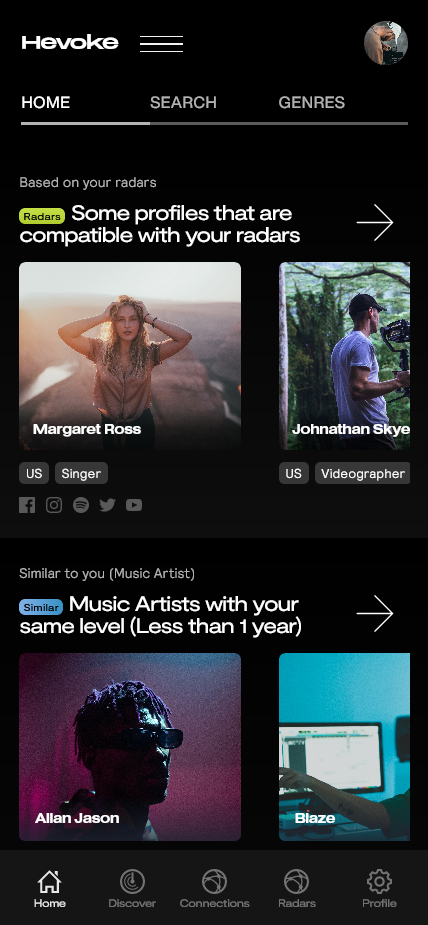 Hevoke
HOME SEARCH GENRES
Based on your radars
Radars Some profiles that are
compatible with your radars
Margaret Ross
Johnathan Skye
US Singer
US Videographer
Similar to you (Music Artist)
Similar Music Artists with your
same level (Less than 1 year)
Allan Jason
Blaze
Home Discover Connections Radars Profile